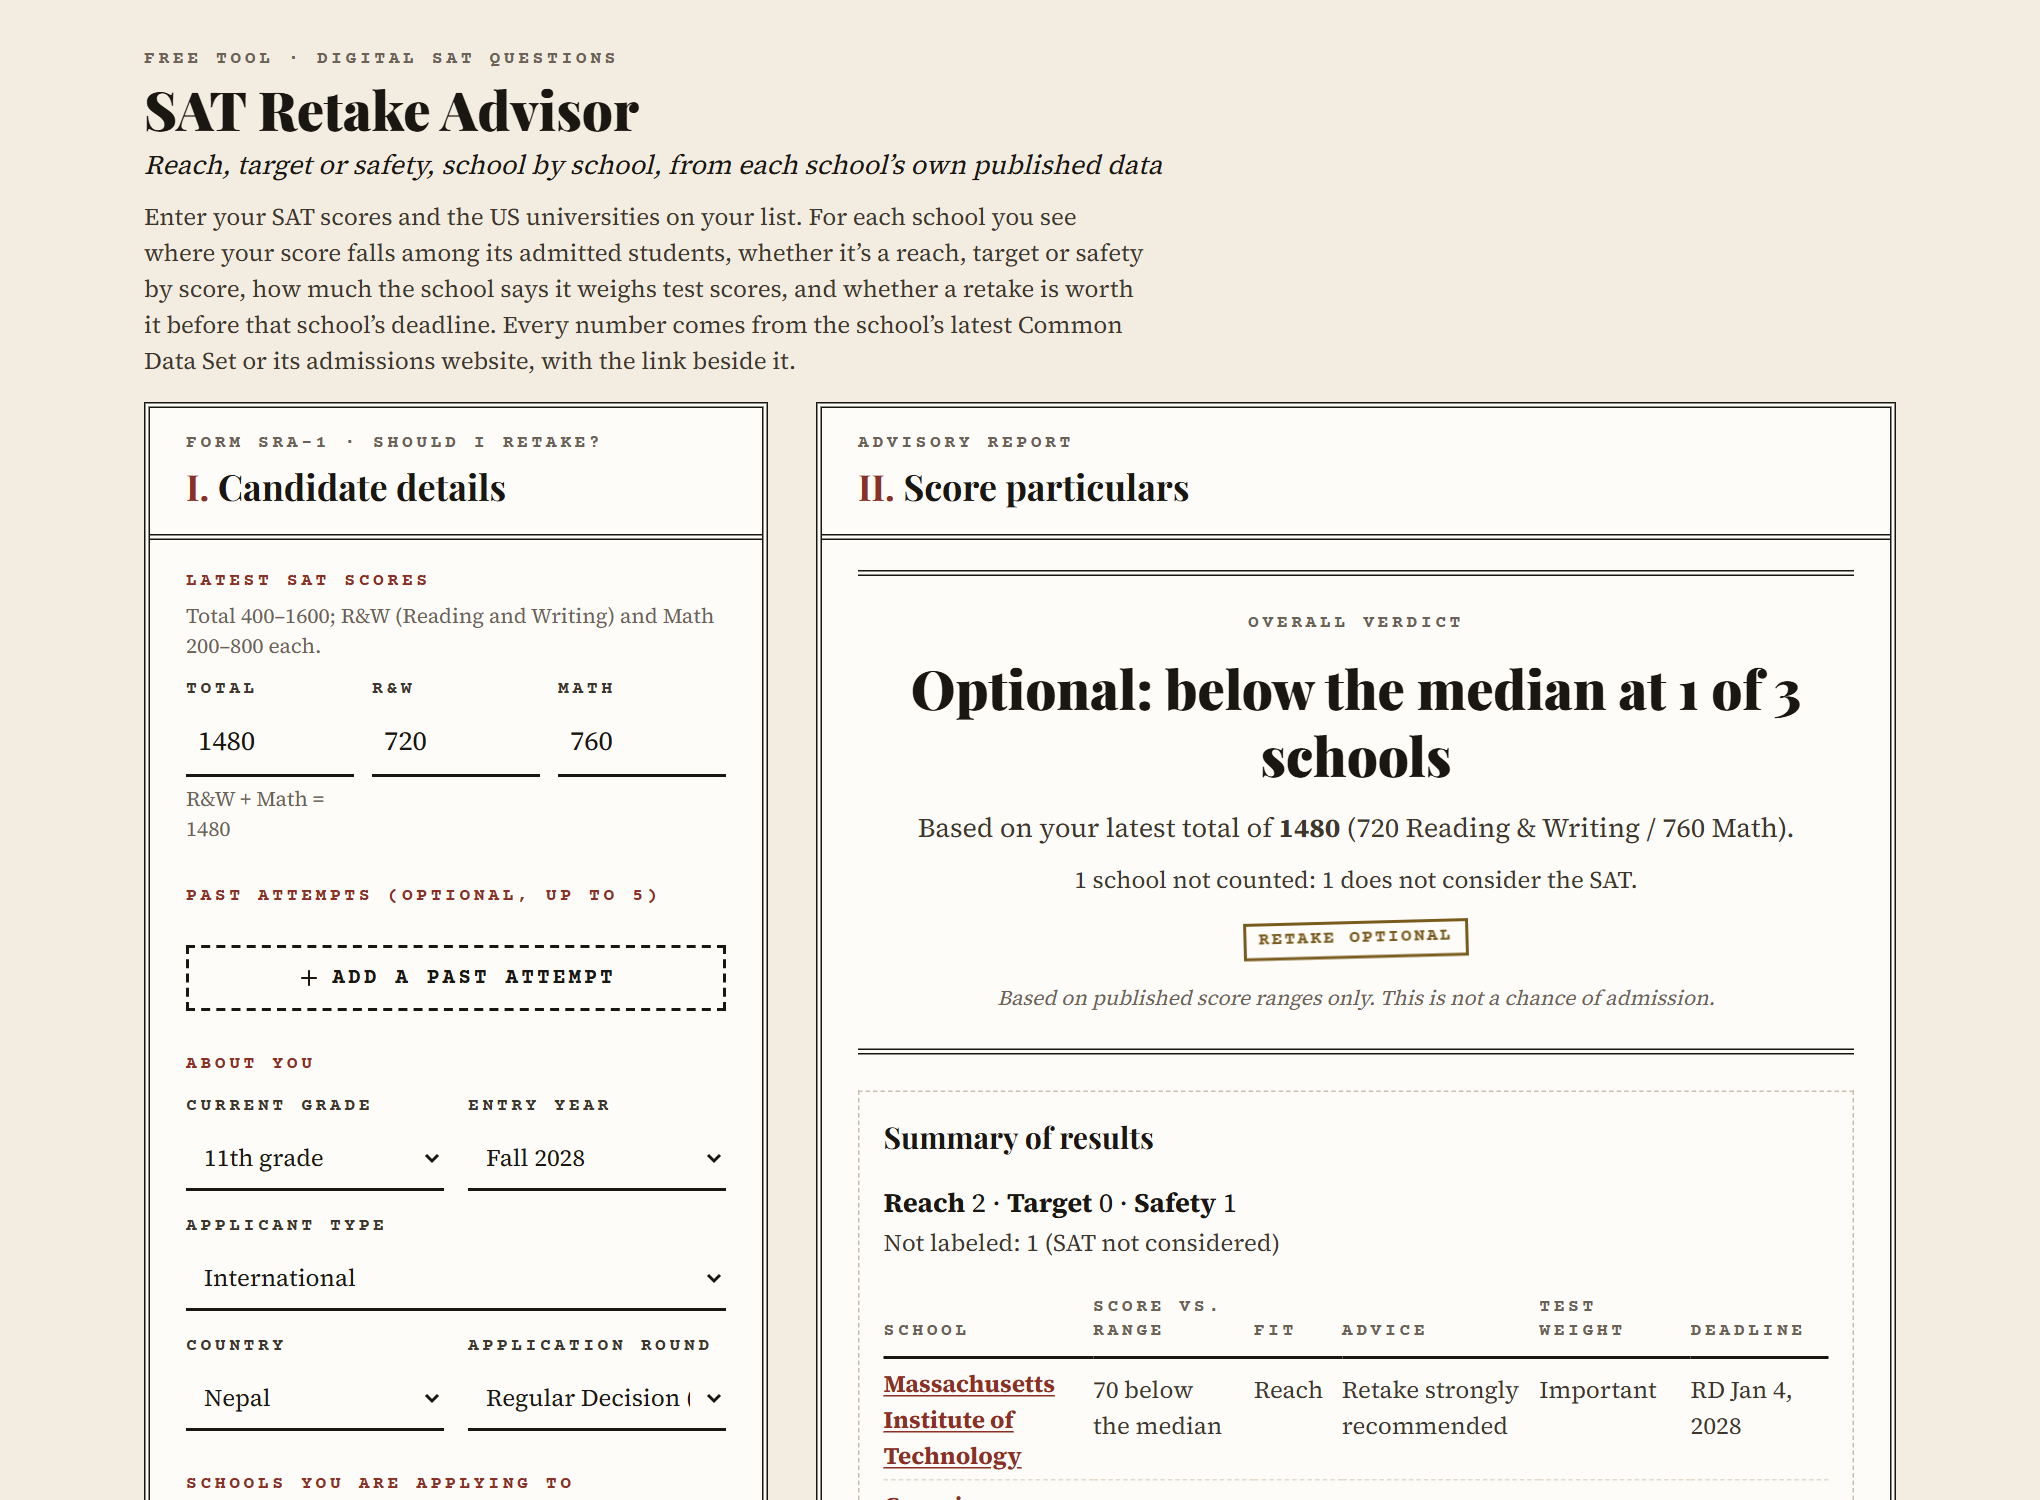 FREE TOOL · DIGITAL SAT QUESTIONS
SAT Retake Advisor
Reach, target or safety, school by school, from each school’s own published data
Enter your SAT scores and the US universities on your list. For each school you see
where your score falls among its admitted students, whether it’s a reach, target or safety
by score, how much the school says it weighs test scores, and whether a retake is worth
it before that school’s deadline. Every number comes from the school’s latest Common
Data Set or its admissions website, with the link beside it.
FORM SRA-1 · SHOULD I RETAKE?
I. Candidate details
LATEST SAT SCORES
Total 400–1600; R&W (Reading and Writing) and Math
200–800 each.
TOTAL R&W MATH
1480 720 760
R&W + Math =
1480
PAST ATTEMPTS (OPTIONAL, UP TO 5)
+ ADD A PAST ATTEMPT
ABOUT YOU
CURRENT GRADE ENTRY YEAR
11th grade Fall 2028
APPLICANT TYPE
International
COUNTRY APPLICATION ROUND
Nepal Regular Decision
SCHOOLS YOU ARE APPLYING TO
ADVISORY REPORT
II. Score particulars
OVERALL VERDICT
Optional: below the median at 1 of 3
schools
Based on your latest total of 1480 (720 Reading & Writing / 760 Math).
1 school not counted: 1 does not consider the SAT.
RETAKE OPTIONAL
Based on published score ranges only. This is not a chance of admission.
Summary of results
Reach 2 · Target 0 · Safety 1
Not labeled: 1 (SAT not considered)
SCHOOL SCORE VS. RANGE FIT ADVICE TEST WEIGHT DEADLINE
Massachusetts 70 below Reach Retake strongly Important RD Jan 4,
Institute of the median recommended 2028
Technology